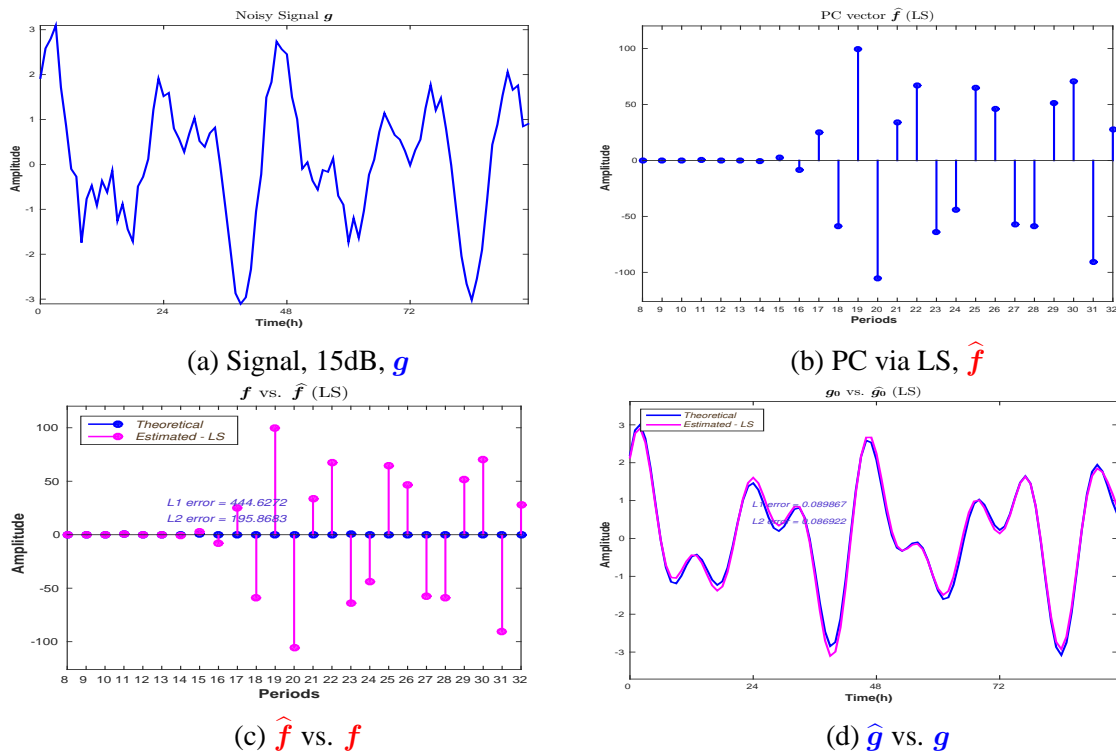 Noisy Signal g
Amplitude
3
2
1
0
-1
-2
-3
0 24 48 72
Time(h)
(a) Signal, 15dB, g
PC vector f̂ (LS)
Amplitude
100
50
0
-50
-100
8 9 10 11 12 13 14 15 16 17 18 19 20 21 22 23 24 25 26 27 28 29 30 31 32
Periods
(b) PC via LS, f̂
f vs. f̂ (LS)
Theoretical
Estimated - LS
L1 error = 444.6272
L2 error = 195.8683
Amplitude
100
50
0
-50
-100
8 9 10 11 12 13 14 15 16 17 18 19 20 21 22 23 24 25 26 27 28 29 30 31 32
Periods
(c) f̂ vs. f
g0 vs. ĝ0 (LS)
Theoretical
Estimated - LS
L1 error = 0.089867
L2 error = 0.086922
Amplitude
3
2
1
0
-1
-2
-3
0 24 48 72
Time(h)
(d) ĝ vs. g